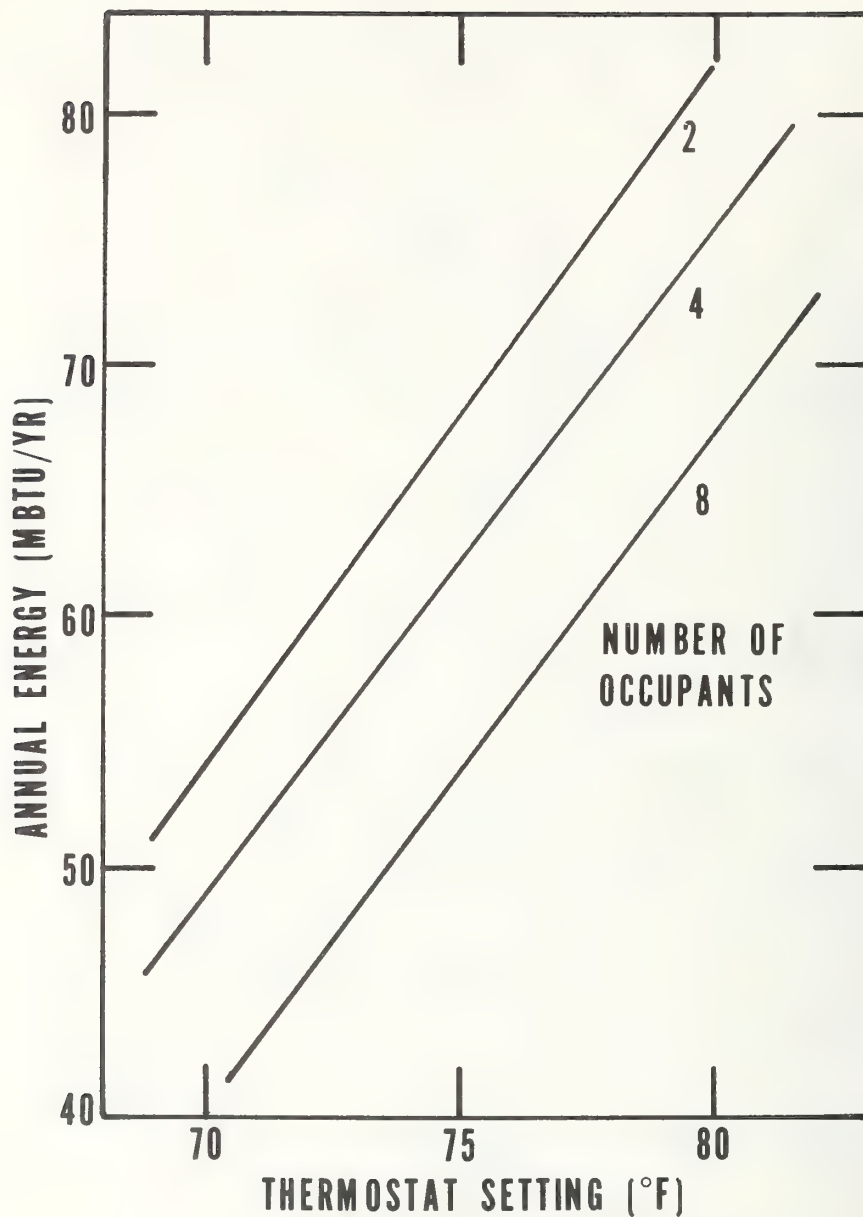 80
70
60
50
40
ANNUAL ENERGY (MBTU/YR)
2
4
8
NUMBER OF
OCCUPANTS
70 75 80
THERMOSTAT SETTING (°F)